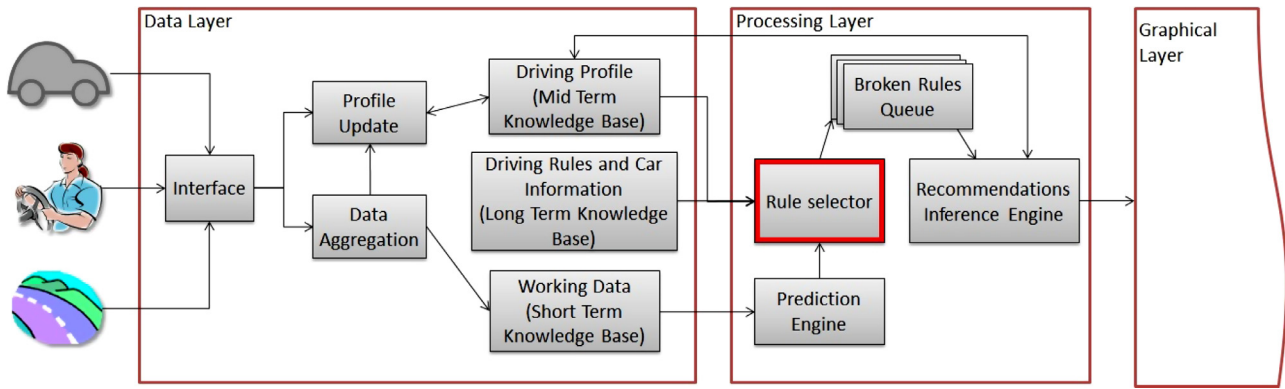 Data Layer
Processing Layer
Graphical
Layer
Interface
Profile
Update
Data
Aggregation
Driving Profile
(Mid Term
Knowledge Base)
Driving Rules and Car
Information
(Long Term Knowledge
Base)
Working Data
(Short Term
Knowledge Base)
Broken Rules
Queue
Rule selector
Prediction
Engine
Recommendations
Inference Engine